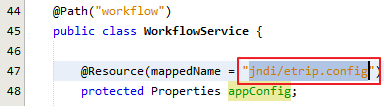 44 @Path("workflow")
45 public class WorkflowService {
46
47 @Resource(mappedName = "jndi/etrip.config")
48 protected Properties appConfig;